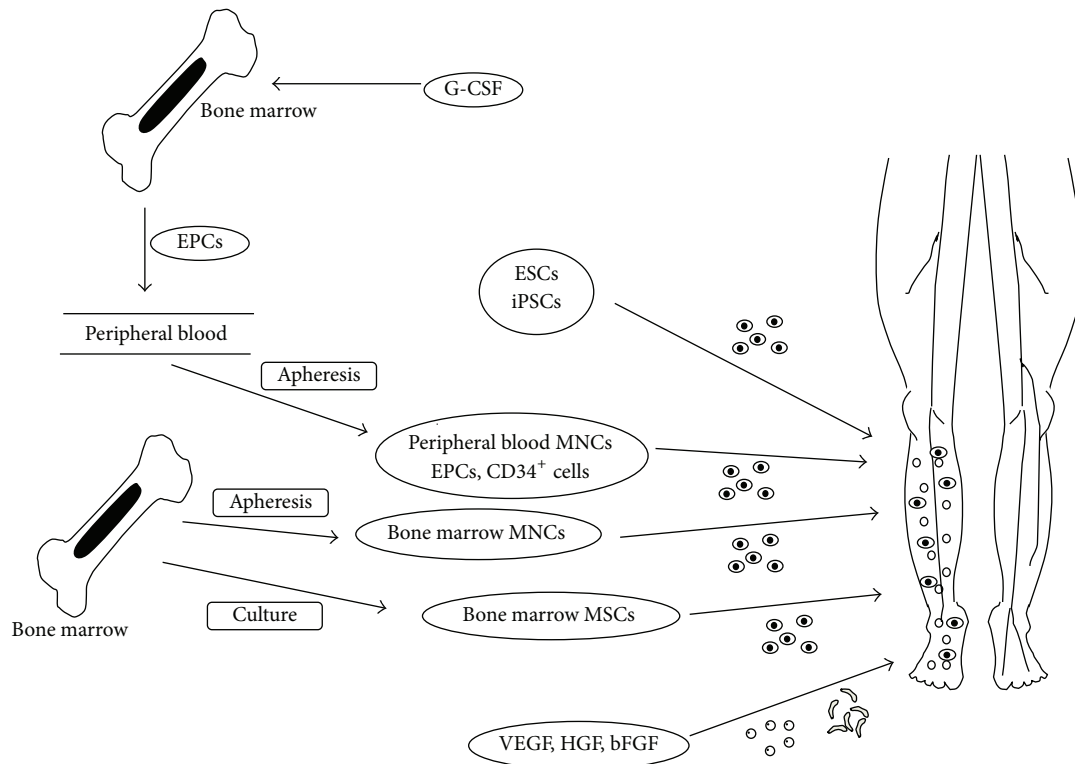 G-CSF
Bone marrow
EPCs
ESCs
iPSCs
Peripheral blood
Apheresis
Peripheral blood MNCs
EPCs, CD34⁺ cells
Apheresis
Bone marrow MNCs
Culture
Bone marrow MSCs
Bone marrow
VEGF, HGF, bFGF